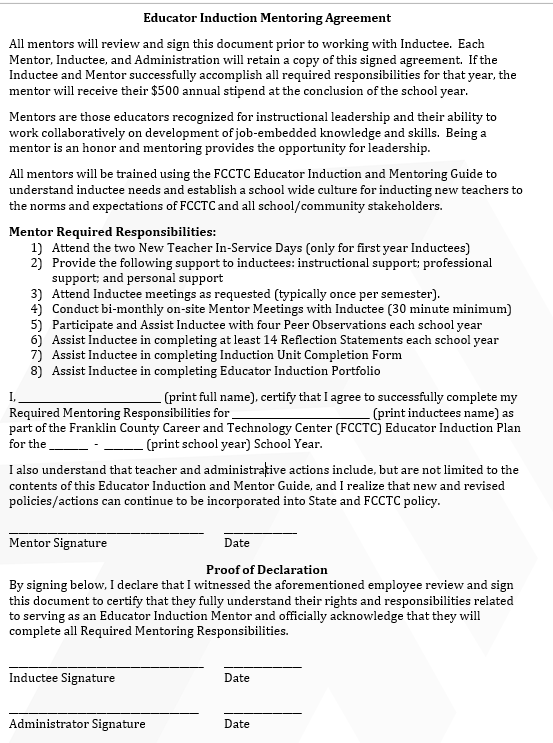 Educator Induction Mentoring Agreement
All mentors will review and sign this document prior to working with Inductee. Each
Mentor, Inductee, and Administration will retain a copy of this signed agreement. If the
Inductee and Mentor successfully accomplish all required responsibilities for that year, the
mentor will receive their $500 annual stipend at the conclusion of the school year.
Mentors are those educators recognized for instructional leadership and their ability to
work collaboratively on development of job-embedded knowledge and skills. Being a
mentor is an honor and mentoring provides the opportunity for leadership.
All mentors will be trained using the FCCTC Educator Induction and Mentoring Guide to
understand inductee needs and establish a school wide culture for inducting new teachers to
the norms and expectations of FCCTC and all school/community stakeholders.
Mentor Required Responsibilities:
1) Attend the two New Teacher In-Service Days (only for first year Inductees)
2) Provide the following support to inductees: instructional support; professional
support; and personal support
3) Attend Inductee meetings as requested (typically once per semester).
4) Conduct bi-monthly on-site Mentor Meetings with Inductee (30 minute minimum)
5) Participate and Assist Inductee with four Peer Observations each school year
6) Assist Inductee in completing at least 14 Reflection Statements each school year
7) Assist Inductee in completing Induction Unit Completion Form
8) Assist Inductee in completing Educator Induction Portfolio
I, ______________________ (print full name), certify that I agree to successfully complete my
Required Mentoring Responsibilities for _____________________ (print inductees name) as
part of the Franklin County Career and Technology Center (FCCTC) Educator Induction Plan
for the ______ - ______ (print school year) School Year.
I also understand that teacher and administrative actions include, but are not limited to the
contents of this Educator Induction and Mentor Guide, and I realize that new and revised
policies/actions can continue to be incorporated into State and FCCTC policy.
______________________________ ___________
Mentor Signature Date
Proof of Declaration
By signing below, I declare that I witnessed the aforementioned employee review and sign
this document to certify that they fully understand their rights and responsibilities related
to serving as an Educator Induction Mentor and officially acknowledge that they will
complete all Required Mentoring Responsibilities.
______________________________ ____________
Inductee Signature Date
_____________________________ ____________
Administrator Signature Date